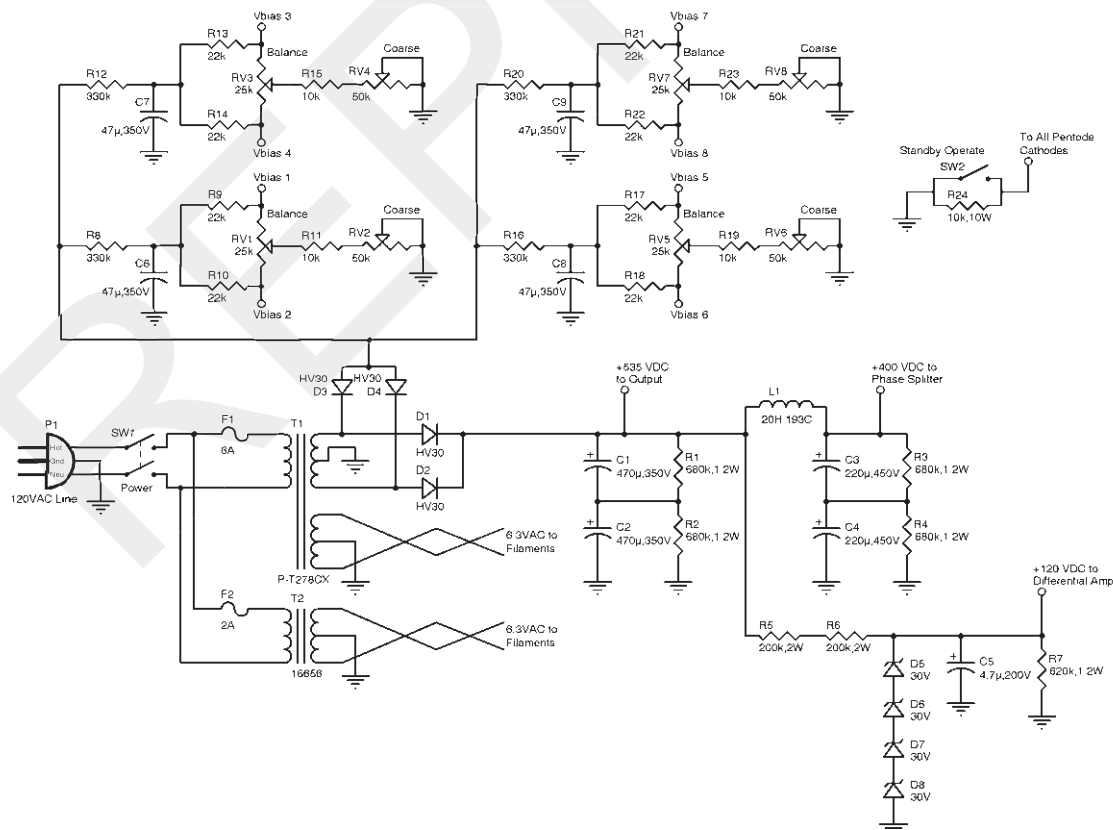 Vbias 3
R13
22k
Balance
Coarse
R12
330k
RV3
25k
R15
10k
RV4
50k
C7
47µ,350V
R14
22k
Vbias 4
Vbias 7
R21
22k
Balance
Coarse
R20
330k
RV7
25k
R23
10k
RV8
50k
C9
47µ,350V
R22
22k
Vbias 8
To All Pentode
Cathodes
Standby Operate
SW2
R24
10k,10W
Vbias 1
R9
22k
Balance
Coarse
R8
330k
RV1
25k
R11
10k
RV2
50k
C6
47µ,350V
R10
22k
Vbias 2
Vbias 5
R17
22k
Balance
Coarse
R16
330k
RV5
25k
R19
10k
RV6
50k
C8
47µ,350V
R18
22k
Vbias 6
HV30
D3
HV30
D4
+535 VDC
to Output
+400 VDC to
Phase Splitter
L1
20H 193C
P1
Hot
Gnd
Neu
120VAC Line
SW1
Power
F1
8A
T1
D1
HV30
D2
HV30
C1
470µ,350V
R1
680k,1.2W
C2
470µ,350V
R2
680k,1.2W
C3
220µ,450V
R3
680k,1.2W
C4
220µ,450V
R4
680k,1.2W
6.3VAC to
Filaments
P-T278CX
F2
2A
T2
6.3VAC to
Filaments
166S6
+120 VDC to
Differential Amp
R5
200k,2W
R6
200k,2W
D5
30V
D6
30V
D7
30V
D8
30V
C5
4.7µ,200V
R7
620k,1.2W